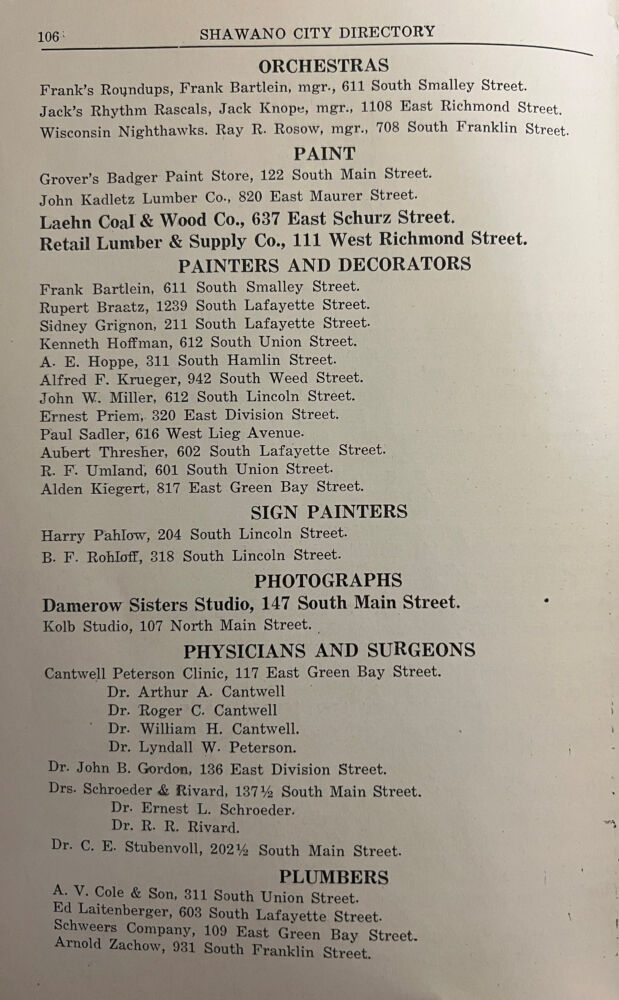 106
SHAWANO CITY DIRECTORY
ORCHESTRAS
Frank's Roundups, Frank Bartlein, mgr., 611 South Smalley Street.
Jack's Rhythm Rascals, Jack Knope, mgr., 1108 East Richmond Street.
Wisconsin Nighthawks. Ray R. Rosow, mgr., 708 South Franklin Street.
PAINT
Grover's Badger Paint Store, 122 South Main Street.
John Kadletz Lumber Co., 820 East Maurer Street.
Laehn Coal & Wood Co., 637 East Schurz Street.
Retail Lumber & Supply Co., 111 West Richmond Street.
PAINTERS AND DECORATORS
Frank Bartlein, 611 South Smalley Street.
Rupert Braatz, 1239 South Lafayette Street.
Sidney Grignon, 211 South Lafayette Street.
Kenneth Hoffman, 612 South Union Street.
A. E. Hoppe, 311 South Hamlin Street.
Alfred F. Krueger, 942 South Weed Street.
John W. Miller, 612 South Lincoln Street.
Ernest Priem, 320 East Division Street.
Paul Sadler, 616 West Lieg Avenue.
Aubert Thresher, 602 South Lafayette Street.
R. F. Umland, 601 South Union Street.
Alden Kiegert, 817 East Green Bay Street.
SIGN PAINTERS
Harry Pahlow, 204 South Lincoln Street.
B. F. Rohloff, 318 South Lincoln Street.
PHOTOGRAPHS
Damerow Sisters Studio, 147 South Main Street.
Kolb Studio, 107 North Main Street.
PHYSICIANS AND SURGEONS
Cantwell Peterson Clinic, 117 East Green Bay Street.
Dr. Arthur A. Cantwell
Dr. Roger C. Cantwell
Dr. William H. Cantwell.
Dr. Lyndall W. Peterson.
Dr. John B. Gordon, 136 East Division Street.
Drs. Schroeder & Rivard, 137½ South Main Street.
Dr. Ernest L. Schroeder.
Dr. R. R. Rivard.
Dr. C. E. Stubenvoll, 202½ South Main Street.
PLUMBERS
A. V. Cole & Son, 311 South Union Street.
Ed Laitenberger, 603 South Lafayette Street.
Schweers Company, 109 East Green Bay Street.
Arnold Zachow, 931 South Franklin Street.